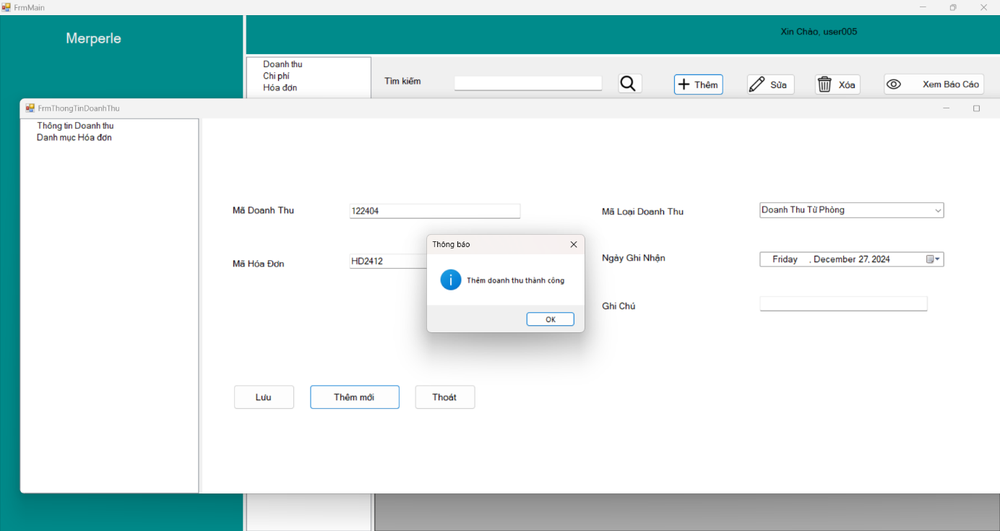 FrmMain
Merperle
Xin Chào, user005
Doanh thu
Chi phí
Hóa đơn
Tìm kiếm
Thêm
Sửa
Xóa
Xem Báo Cáo
FrmThongTinDoanhThu
Thông tin Doanh thu
Danh mục Hóa đơn
Mã Doanh Thu
122404
Mã Loại Doanh Thu
Doanh Thu Từ Phòng
Mã Hóa Đơn
HD2412
Ngày Ghi Nhận
Friday , December 27, 2024
Ghi Chú
Thông báo
Thêm doanh thu thành công
OK
Lưu
Thêm mới
Thoát